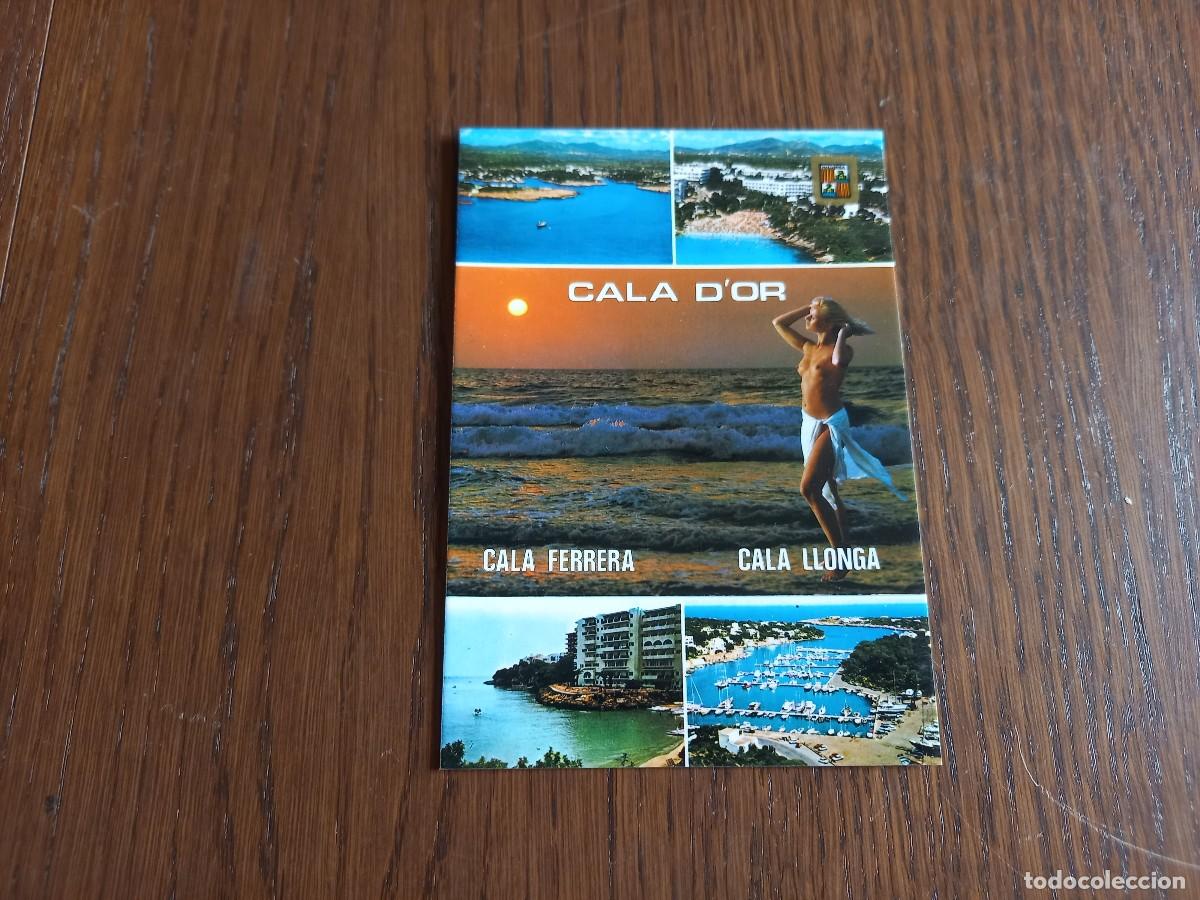 CALA D'OR
CALA FERRERA
CALA LLONGA
todocoleccion